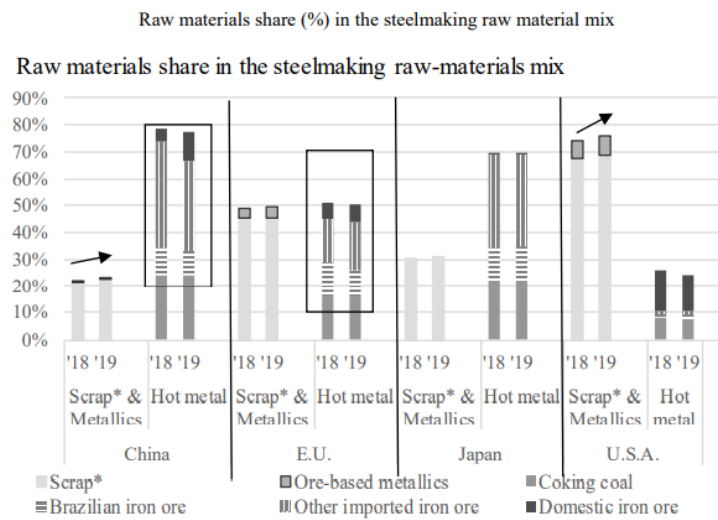 Raw materials share (%) in the steelmaking raw material mix
Raw materials share in the steelmaking raw-materials mix
90%
80%
70%
60%
50%
40%
30%
20%
10%
0%
'18 '19 '18 '19 '18 '19 '18 '19 '18 '19 '18 '19 '18 '19 '18 '19
Scrap* & Hot metal Scrap* & Hot metal Scrap* & Hot metal Scrap* & Hot
Metallics Metallics Metallics Metallics metal
China E.U. Japan U.S.A.
Scrap* Ore-based metallics Coking coal
Brazilian iron ore Other imported iron ore Domestic iron ore